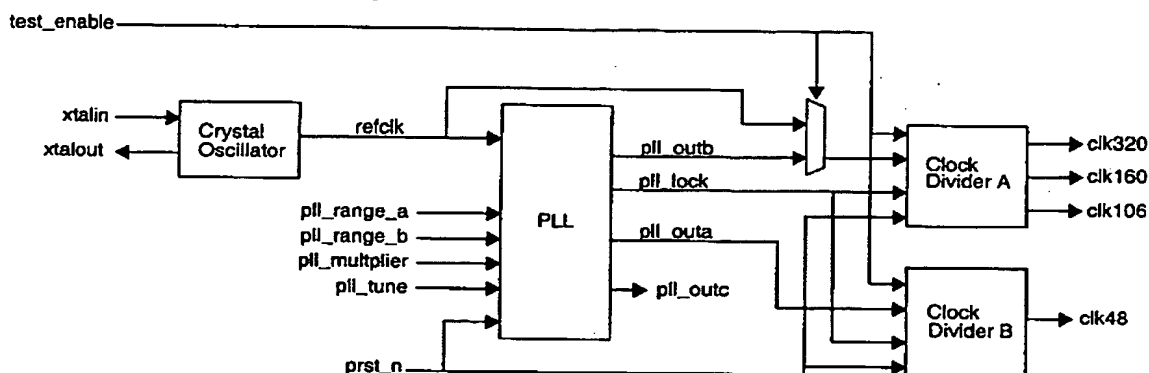 test_enable
xtalin
xtalout
Crystal
Oscillator
refclk
pll_range_a
pll_range_b
pll_multplier
pll_tune
prst_n
PLL
pll_outb
pll_lock
pll_outa
pll_outc
Clock
Divider A
clk320
clk160
clk106
Clock
Divider B
clk48